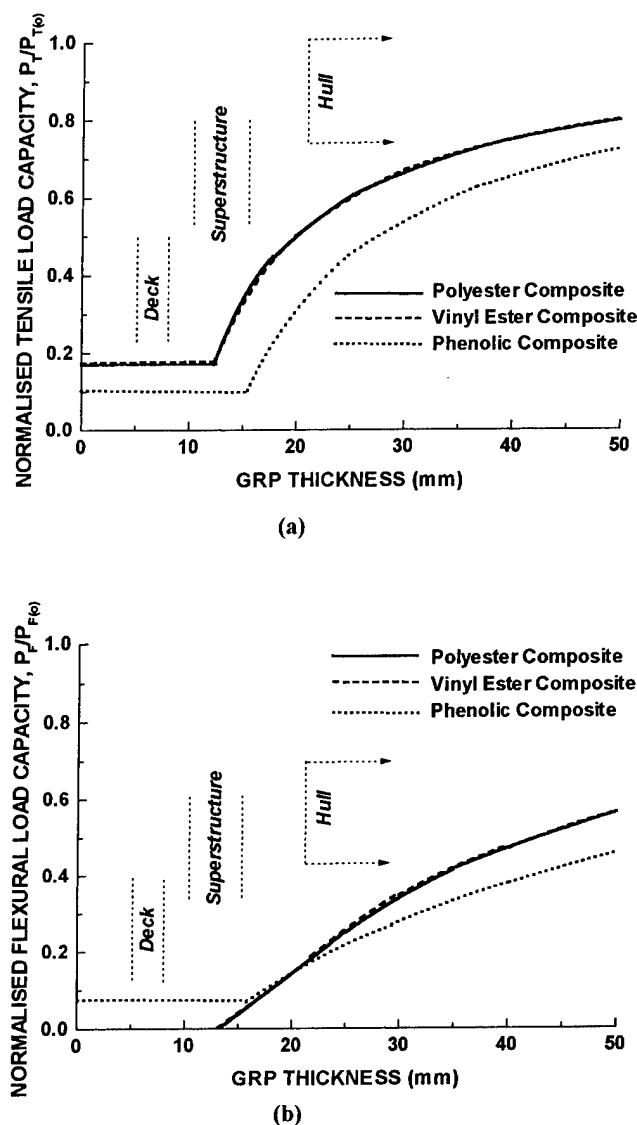 NORMALISED TENSILE LOAD CAPACITY, P_T/P_T(o)
1.0
0.8
0.6
0.4
0.2
0.0
Deck
Superstructure
Hull
Polyester Composite
Vinyl Ester Composite
Phenolic Composite
0 10 20 30 40 50
GRP THICKNESS (mm)
(a)
NORMALISED FLEXURAL LOAD CAPACITY, P_F/P_F(o)
1.0
0.8
0.6
0.4
0.2
0.0
Polyester Composite
Vinyl Ester Composite
Phenolic Composite
Deck
Superstructure
Hull
0 10 20 30 40 50
GRP THICKNESS (mm)
(b)